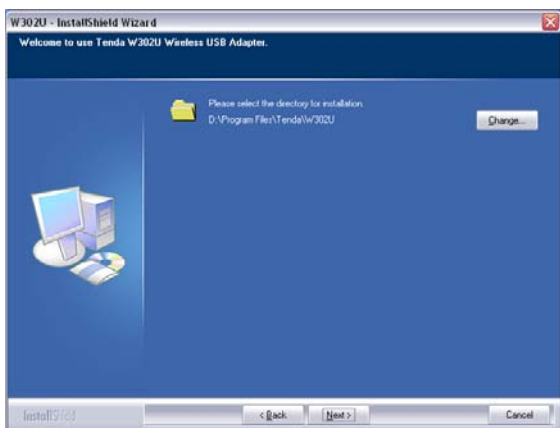 W302U - InstallShield Wizard
Welcome to use Tenda W302U Wireless USB Adapter.
Please select the directory for installation.
D:\Program Files\Tenda\W302U
Change...
InstallShield
< Back
Next >
Cancel